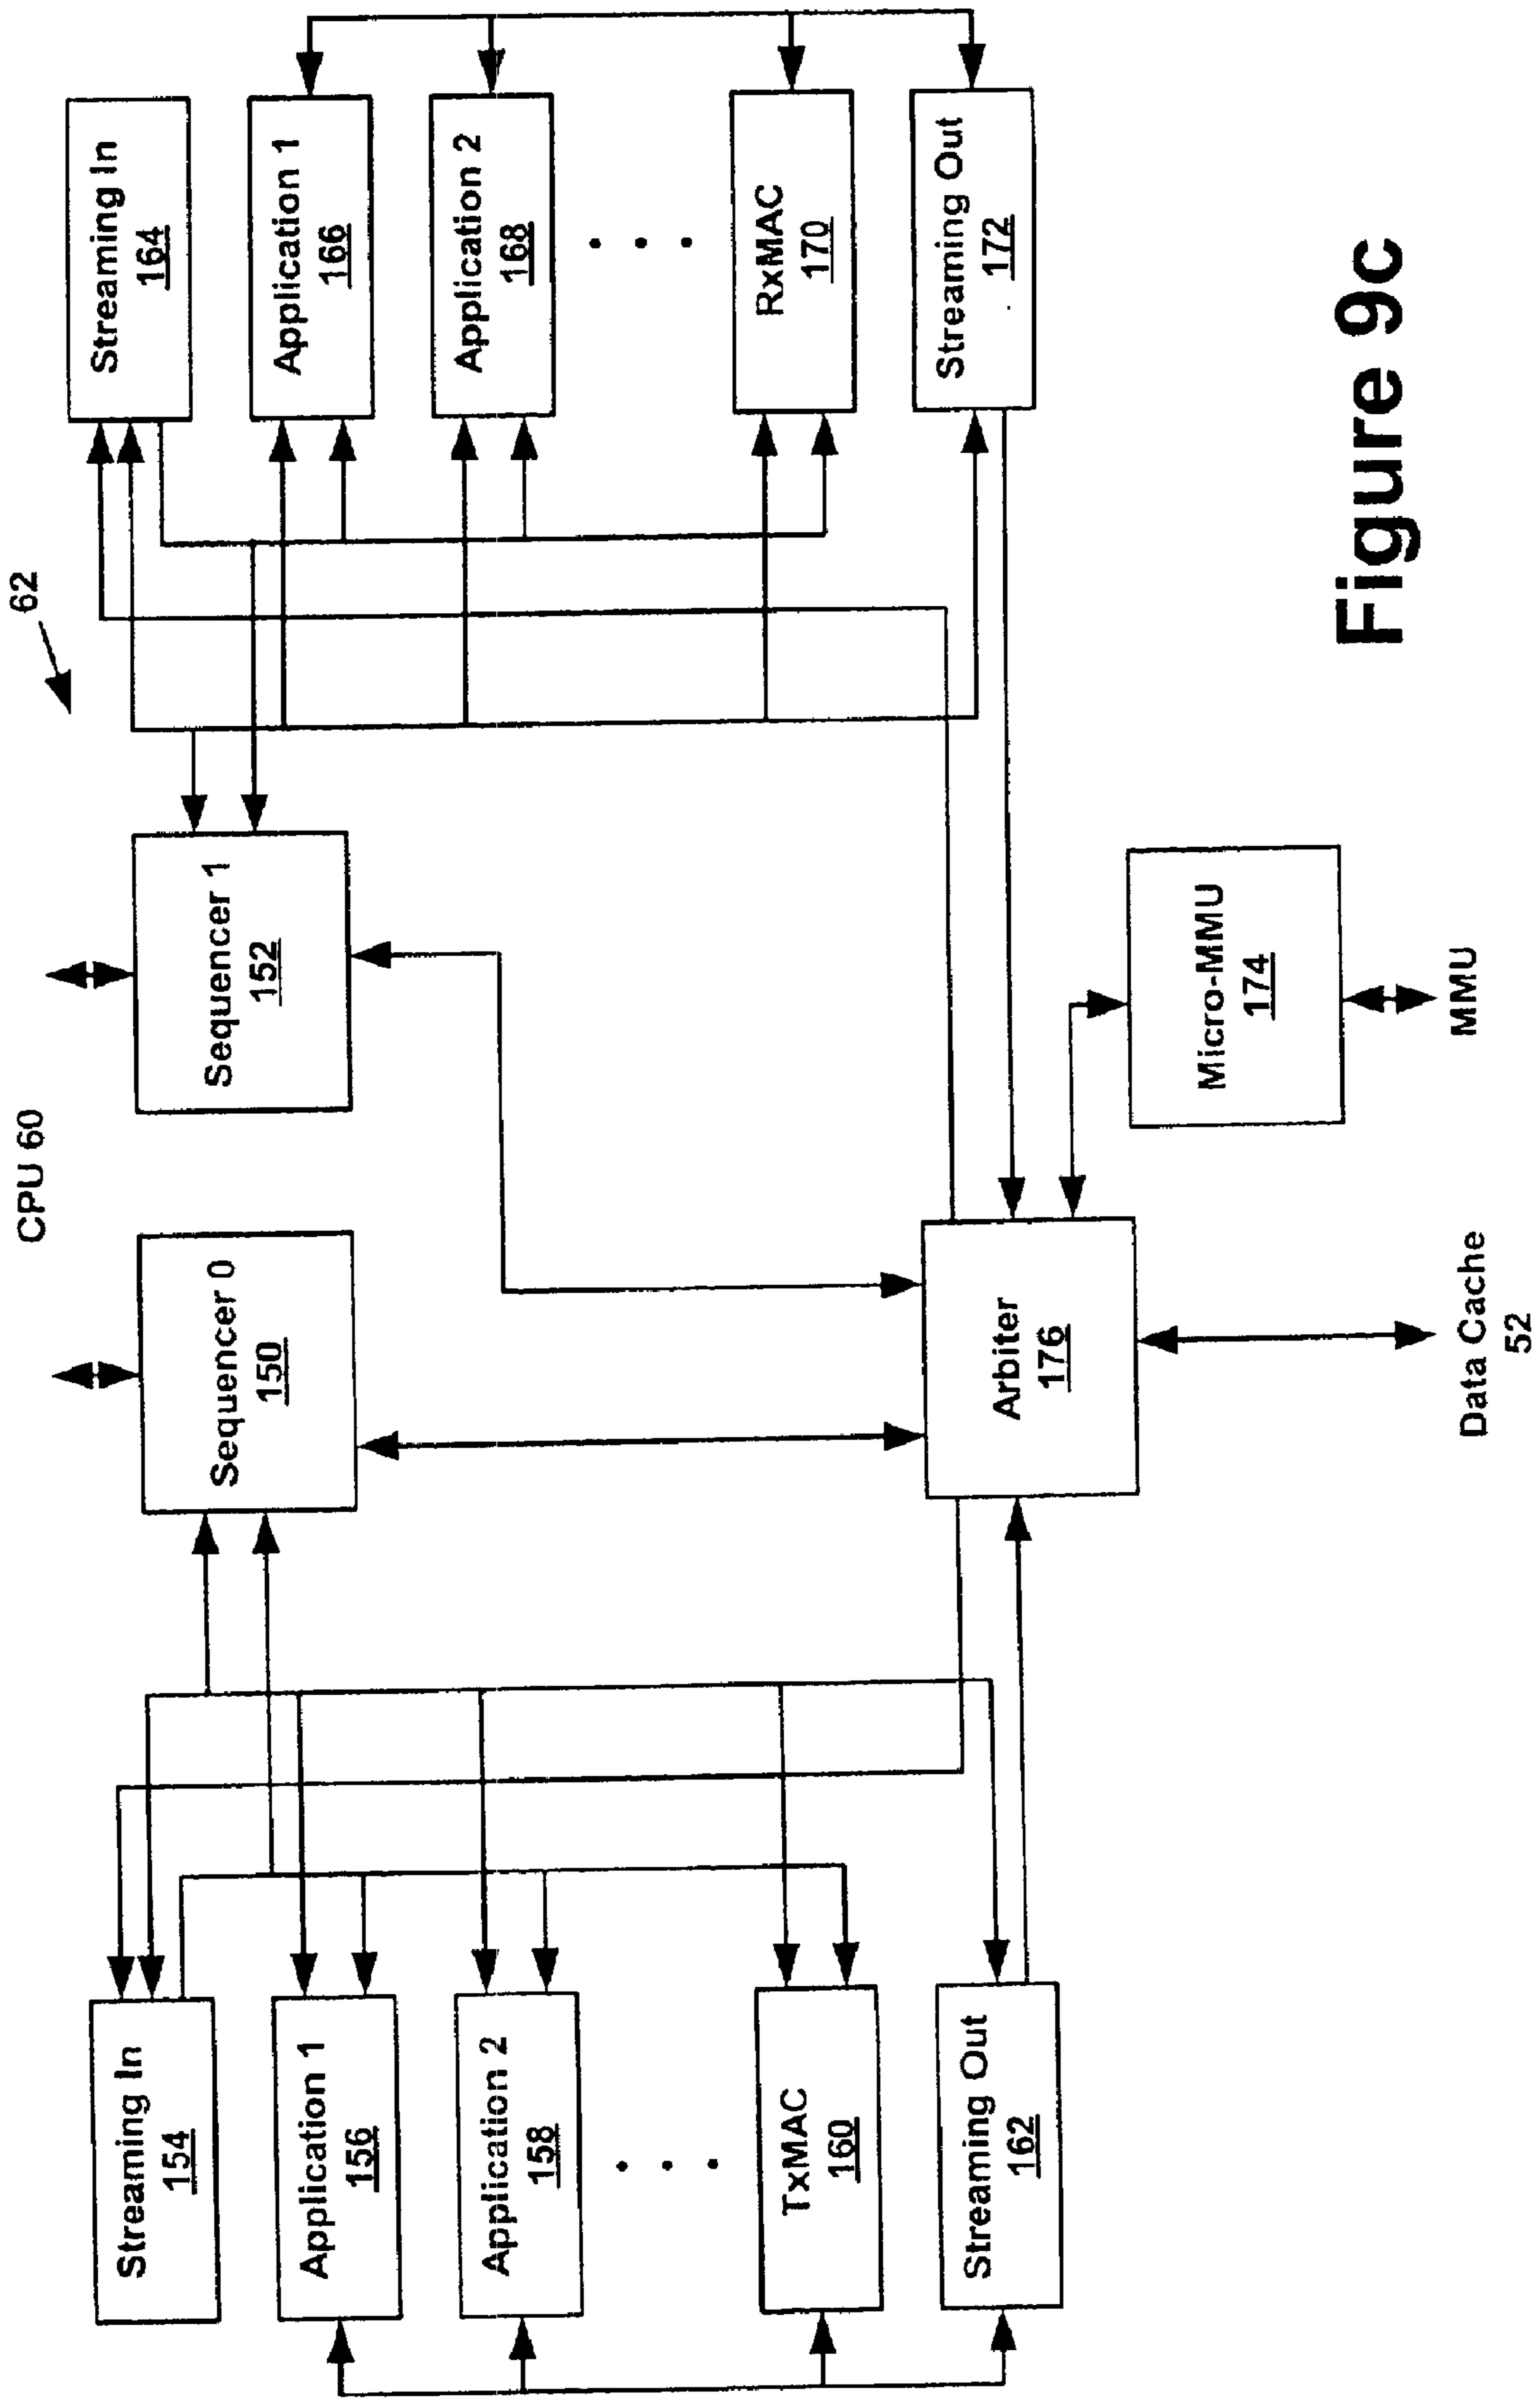 CPU 60
62
Streaming In
154
Sequencer 0
150
Sequencer 1
152
Streaming In
164
Application 1
156
Application 1
166
Application 2
158
Application 2
168
TxMAC
160
RxMAC
170
Streaming Out
162
Arbiter
176
Micro-MMU
174
Streaming Out
172
Data Cache
52
MMU
Figure 9c